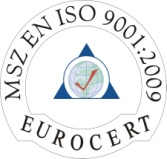 MSZ EN ISO 9001:2009
EUROCERT